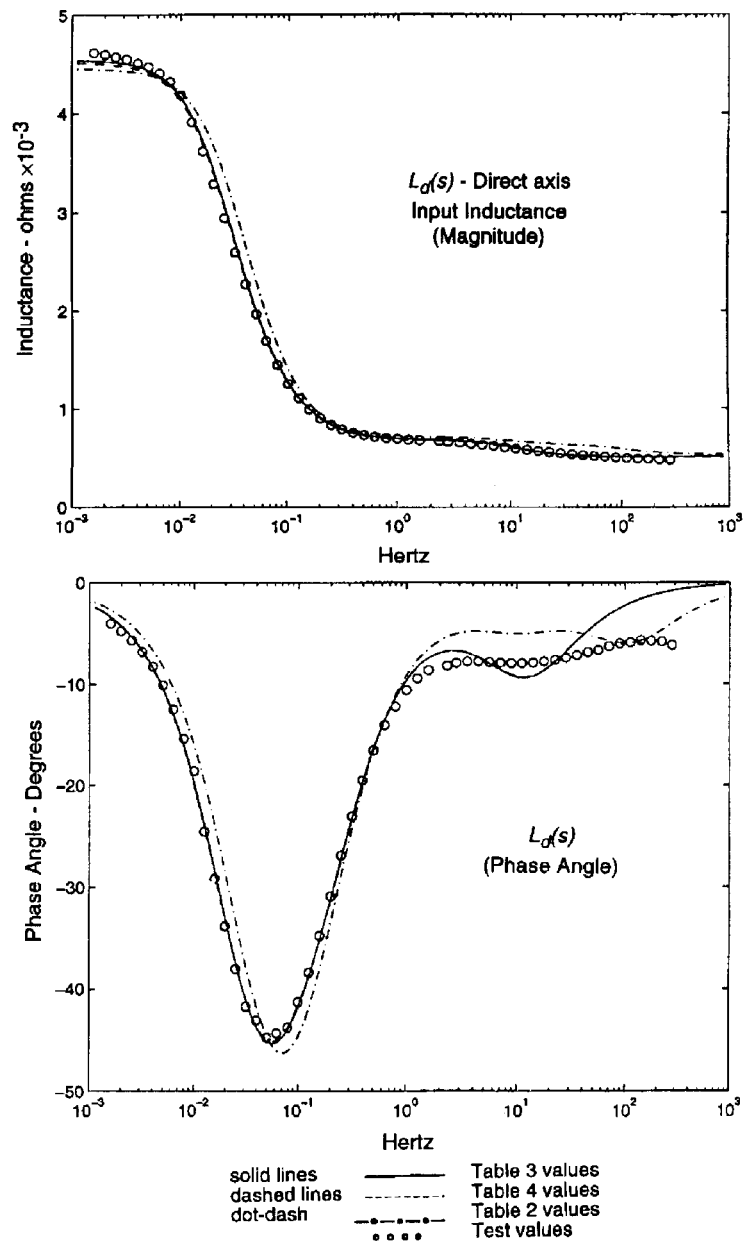 5
4
3
2
1
0
Inductance - ohms ×10-3
L_d(s) - Direct axis
Input Inductance
(Magnitude)
10-3 10-2 10-1 100 101 102 103
Hertz
0
-10
-20
-30
-40
-50
Phase Angle - Degrees
L_d(s)
(Phase Angle)
10-3 10-2 10-1 100 101 102 103
Hertz
solid lines Table 3 values
dashed lines Table 4 values
dot-dash Table 2 values
Test values